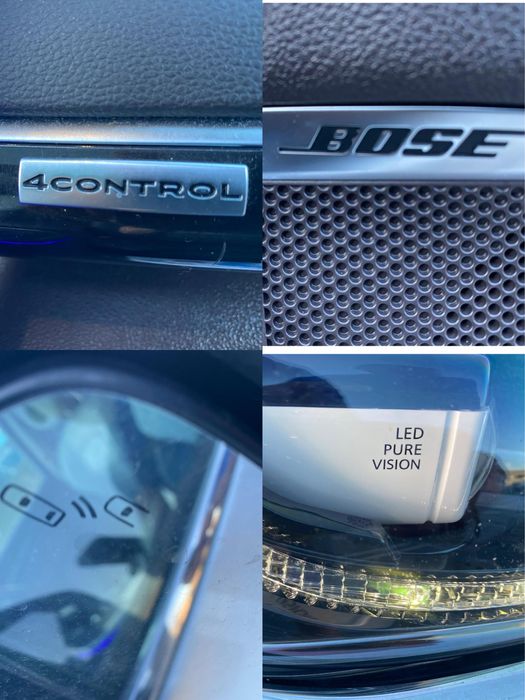 4CONTROL
BOSE
LED
PURE
VISION